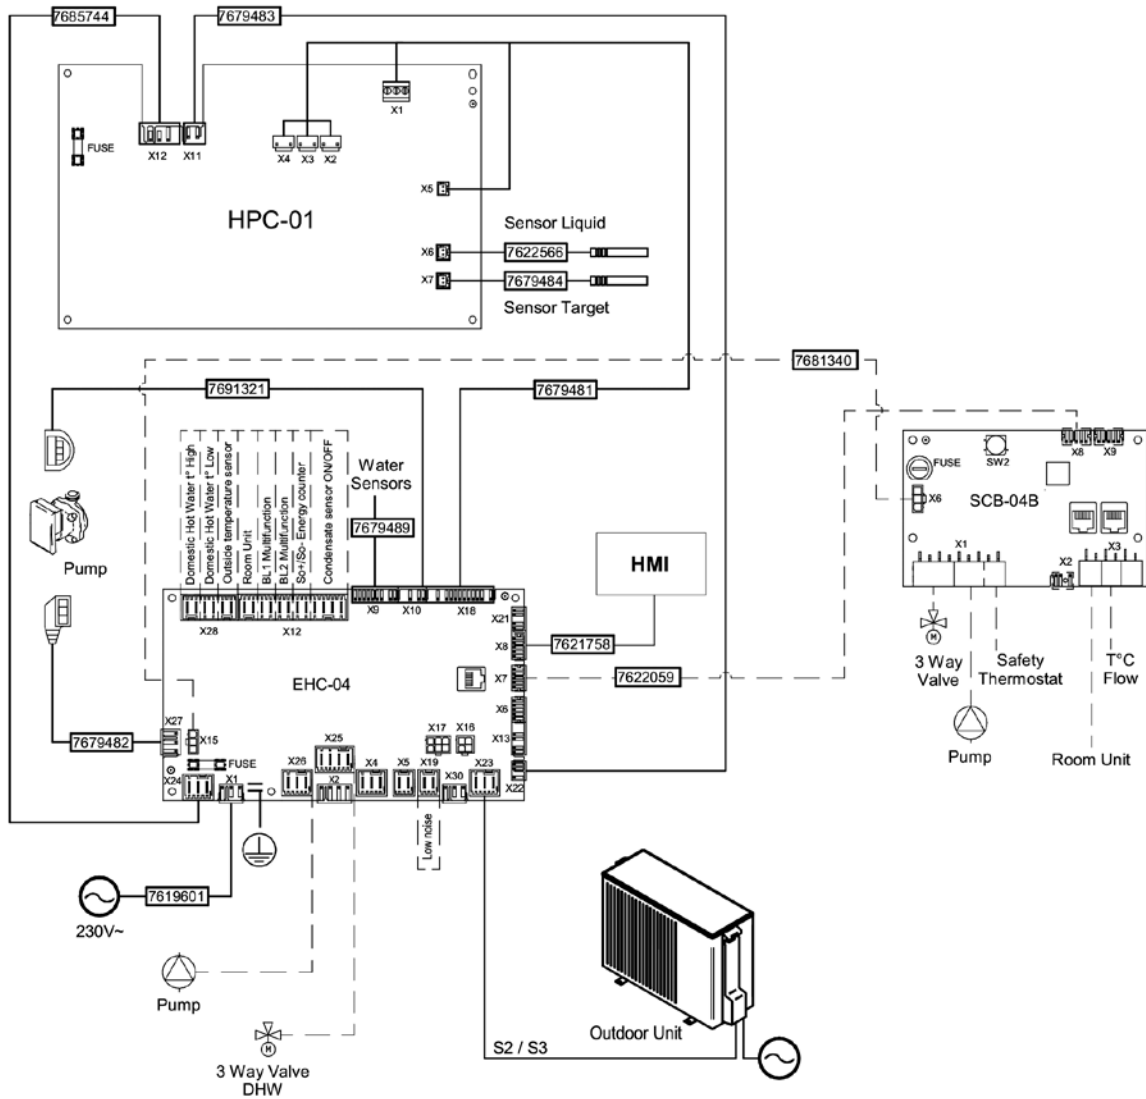 7685744
7679483
X1
FUSE
X12
X11
X4
X3
X2
X5
HPC-01
Sensor Liquid
X6
7622566
X7
7679484
Sensor Target
7681340
7691321
7679481
Domestic Hot Water t° High
Domestic Hot Water t° Low
Outside temperature sensor
Room Unit
BL1 Multifunction
BL2 Multifunction
So+/So- Energy counter
Condensate sensor ON/OFF
Water
Sensors
7679489
Pump
HMI
X8
X9
FUSE
SW2
X6
SCB-04B
X1
X2
X3
X9
X10
X18
X28
X12
X21
X8
7621758
EHC-04
X7
7622059
X6
3 Way
Valve
Safety
Thermostat
T°C
Flow
Pump
Room Unit
X27
7679482
X15
X17
X16
X13
X25
FUSE
X24
X1
X26
X2
X4
X5
X19
X30
X23
X22
Low noise
7619601
230V~
Pump
M
3 Way Valve
DHW
M
Outdoor Unit
S2 / S3